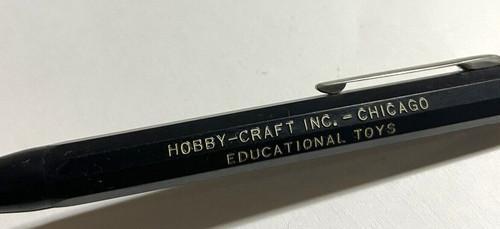 HOBBY-CRAFT INC. - CHICAGO
EDUCATIONAL TOYS